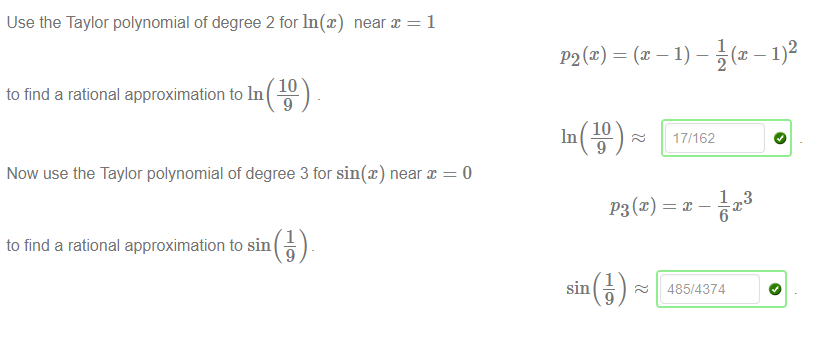 Use the Taylor polynomial of degree 2 for ln(x) near x = 1
p₂(x) = (x − 1) − 1/2(x − 1)²
to find a rational approximation to ln(10/9) .
ln(10/9) ≈ 17/162 .
Now use the Taylor polynomial of degree 3 for sin(x) near x = 0
p₃(x) = x − 1/6x³
to find a rational approximation to sin(1/9) .
sin(1/9) ≈ 485/4374 .